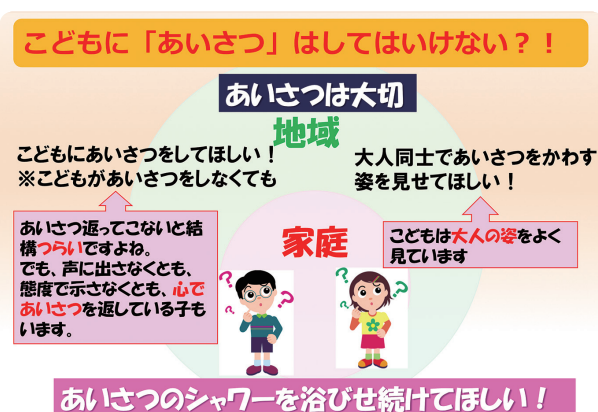 こどもに「あいさつ」はしてはいけない？！
あいさつは大切
地域
こどもにあいさつをしてほしい！
※こどもがあいさつをしなくても
大人同士であいさつをかわす
姿を見せてほしい！
あいさつ返ってこないと結
構つらいですよね。
でも、声に出さなくとも、
態度で示さなくとも、心で
あいさつを返している子も
います。
家庭
こどもは大人の姿をよく
見ています
? ? ?
? ? ?
あいさつのシャワーを浴びせ続けてほしい！